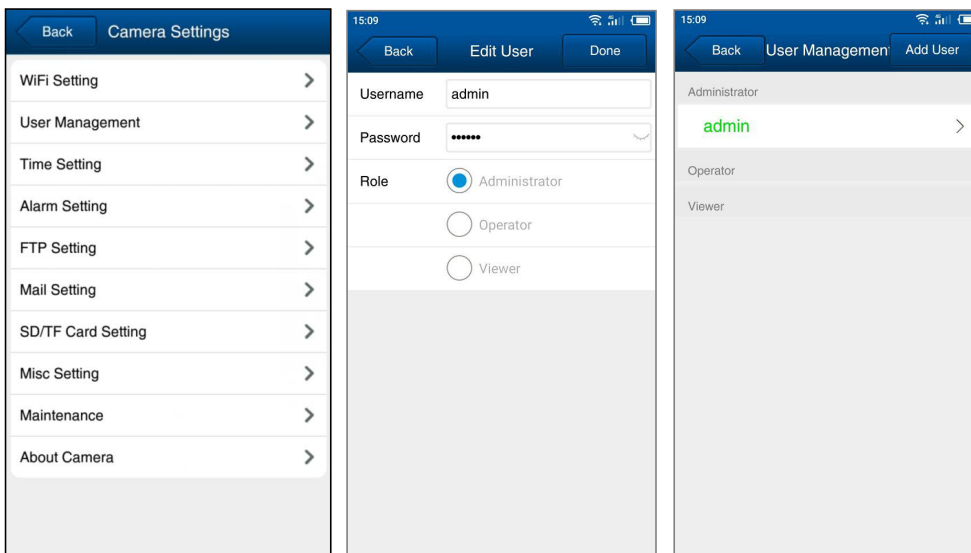 Back Camera Settings
WiFi Setting
User Management
Time Setting
Alarm Setting
FTP Setting
Mail Setting
SD/TF Card Setting
Misc Setting
Maintenance
About Camera
15:09
Back Edit User Done
Username admin
Password ••••••
Role Administrator
Operator
Viewer
15:09
Back User Managemen Add User
Administrator
admin
Operator
Viewer